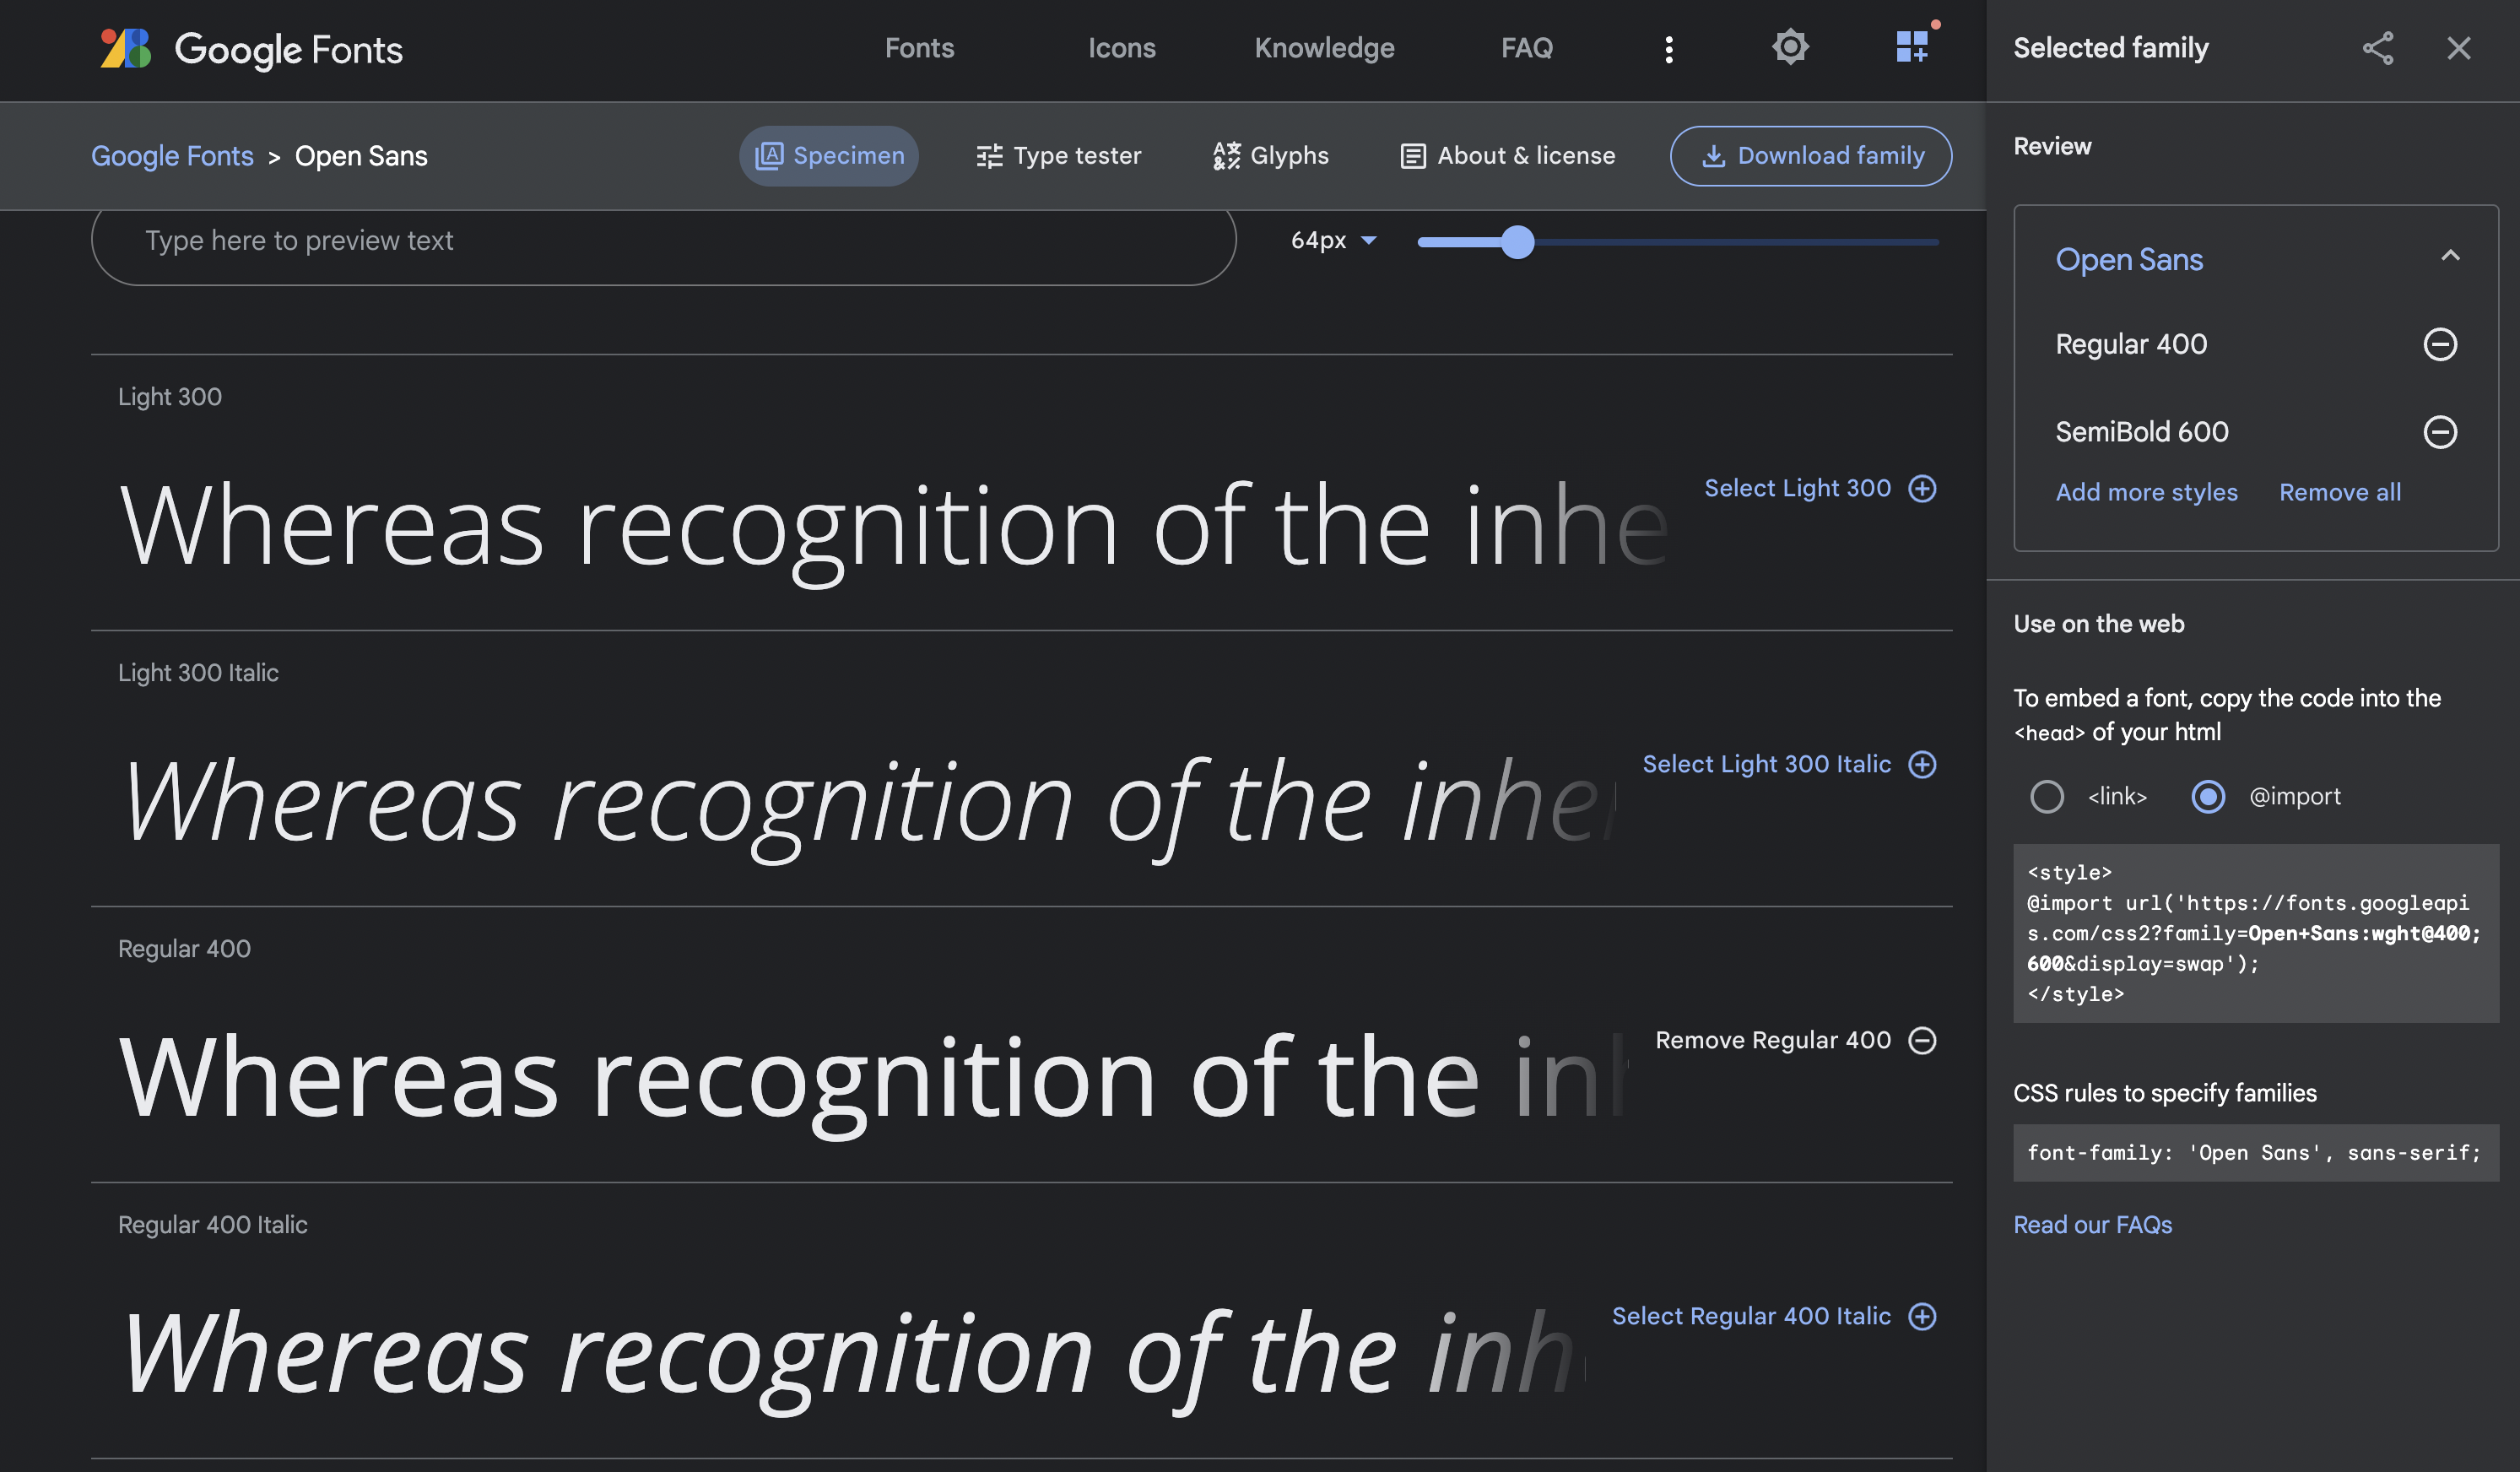 Google Fonts
Fonts
Icons
Knowledge
FAQ
Google Fonts > Open Sans
Specimen
Type tester
Glyphs
About & license
Download family
Type here to preview text
64px
Light 300
Whereas recognition of the inhe
Select Light 300
Light 300 Italic
Whereas recognition of the inhe
Select Light 300 Italic
Regular 400
Whereas recognition of the inh
Remove Regular 400
Regular 400 Italic
Whereas recognition of the inh
Select Regular 400 Italic
Selected family
Review
Open Sans
Regular 400
SemiBold 600
Add more styles
Remove all
Use on the web
To embed a font, copy the code into the
<head> of your html
<link>
@import
<style>
@import url('https://fonts.googleapi
s.com/css2?family=Open+Sans:wght@400;
600&display=swap');
</style>
CSS rules to specify families
font-family: 'Open Sans', sans-serif;
Read our FAQs